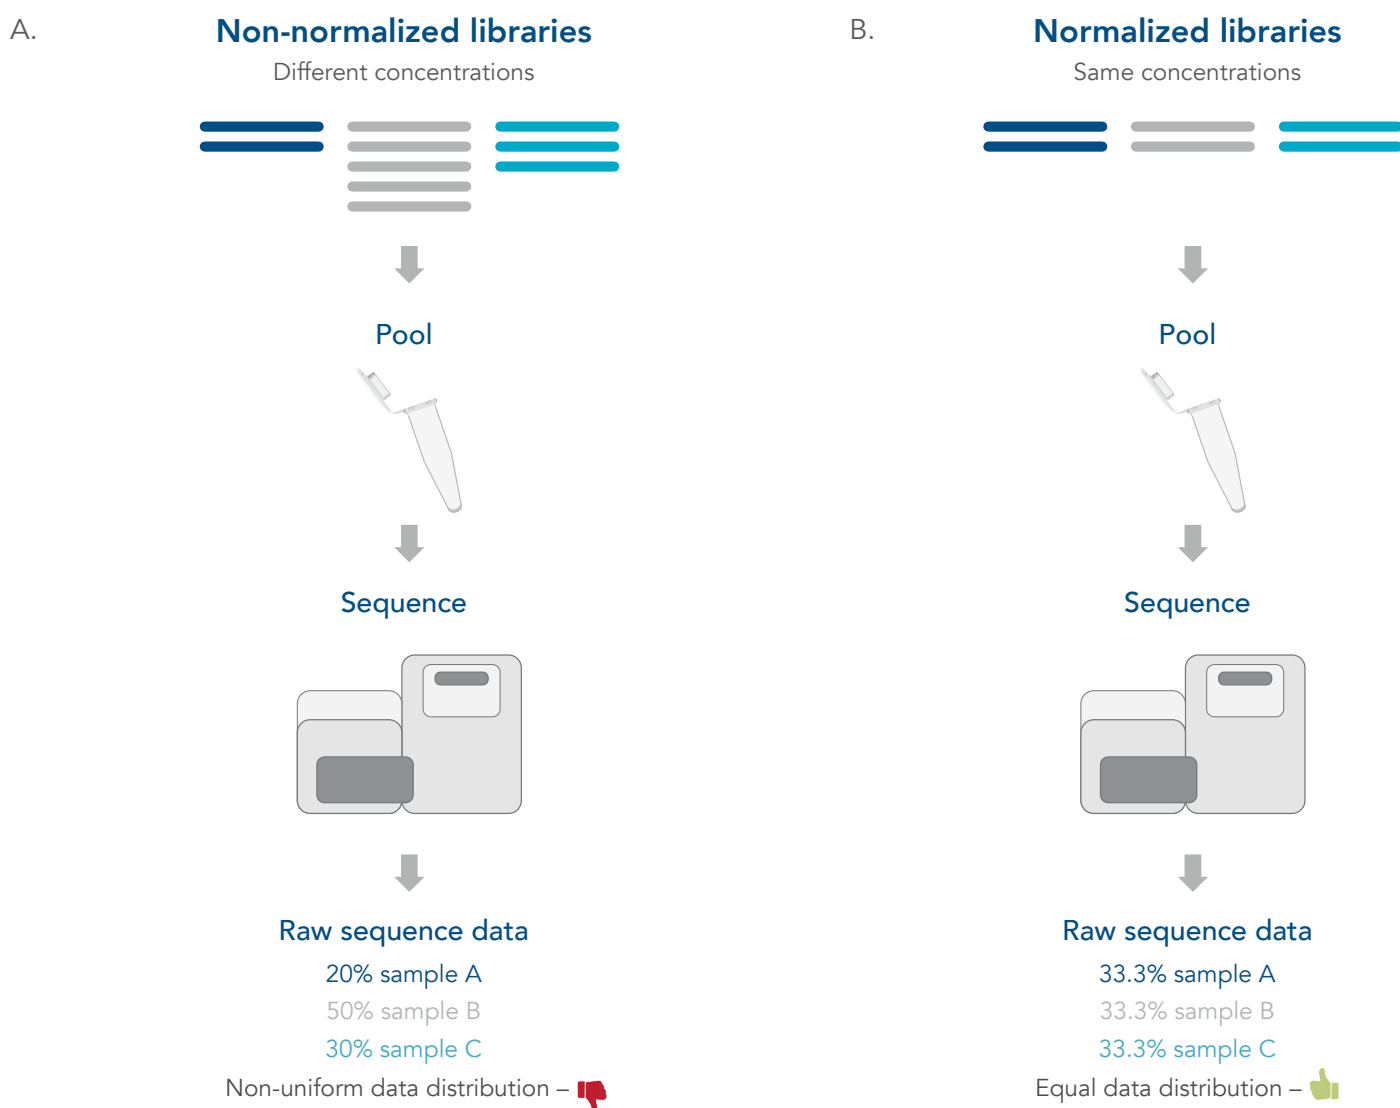 A.
Non-normalized libraries
Different concentrations
Pool
Sequence
Raw sequence data
20% sample A
50% sample B
30% sample C
Non-uniform data distribution –
B.
Normalized libraries
Same concentrations
Pool
Sequence
Raw sequence data
33.3% sample A
33.3% sample B
33.3% sample C
Equal data distribution –